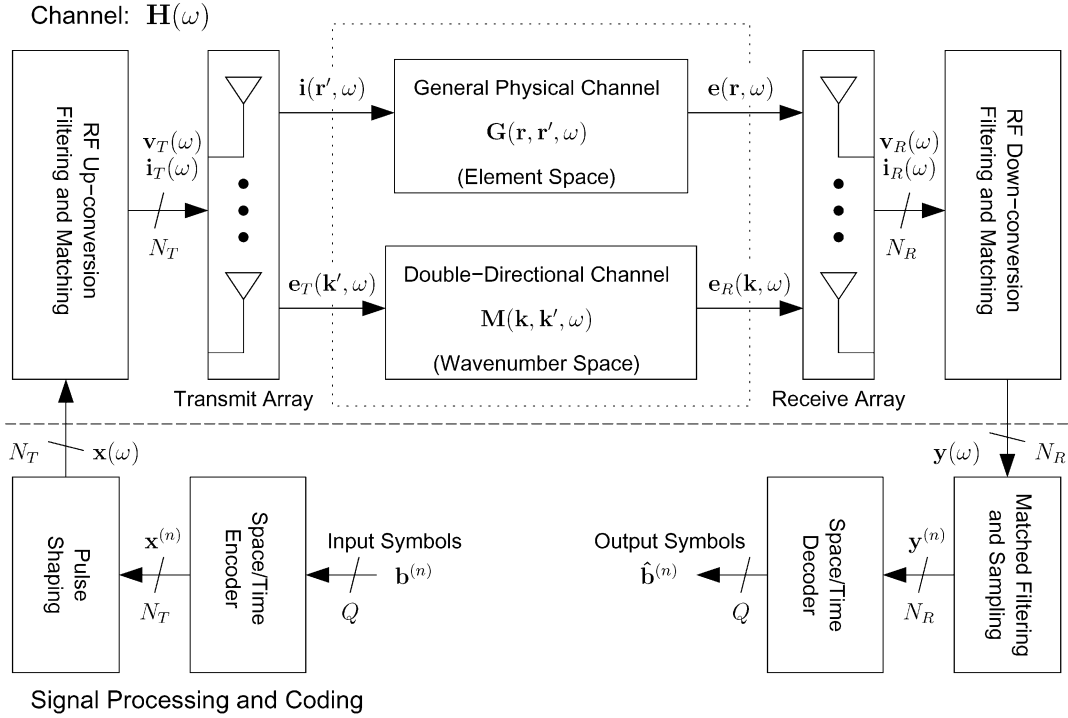 Channel: H(ω)
RF Up−conversion
Filtering and Matching
v_T(ω)
i_T(ω)
N_T
Transmit Array
i(r′, ω)
General Physical Channel
G(r, r′, ω)
(Element Space)
e(r, ω)
e_T(k′, ω)
Double−Directional Channel
M(k, k′, ω)
(Wavenumber Space)
e_R(k, ω)
Receive Array
v_R(ω)
i_R(ω)
N_R
RF Down−conversion
Filtering and Matching
N_T
x(ω)
y(ω)
N_R
Pulse
Shaping
x^(n)
N_T
Space/Time
Encoder
Input Symbols
b^(n)
Q
Output Symbols
b̂^(n)
Q
Space/Time
Decoder
y^(n)
N_R
Matched Filtering
and Sampling
Signal Processing and Coding